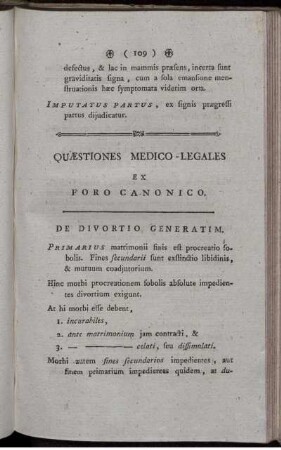 ⊕ ( 109 ) ⊕
defectus, & lac in mammis præsens, incerta sunt
graviditatis signa, cum a sola emansione men-
struationis hæc symptomata viderim orta.
IMPUTATUS PARTUS, ex signis prægressi
partus dijudicatur.
QUÆSTIONES MEDICO-LEGALES
EX
FORO CANONICO.
DE DIVORTIO GENERATIM.
PRIMARIUS matrimonii finis est procreatio so-
bolis. Fines secundarii sunt exstinctio libidinis,
& mutuum coadjutorium.
Hinc morbi procreationem sobolis absolute impedien-
tes divortium exigunt.
At hi morbi esse debent,
1. incurabiles,
2. ante matrimonium jam contracti, &
3. — ———— celati, seu dissimulati.
Morbi autem fines secundarios impedientes, aut
finem primarium impedientes quidem, at du-